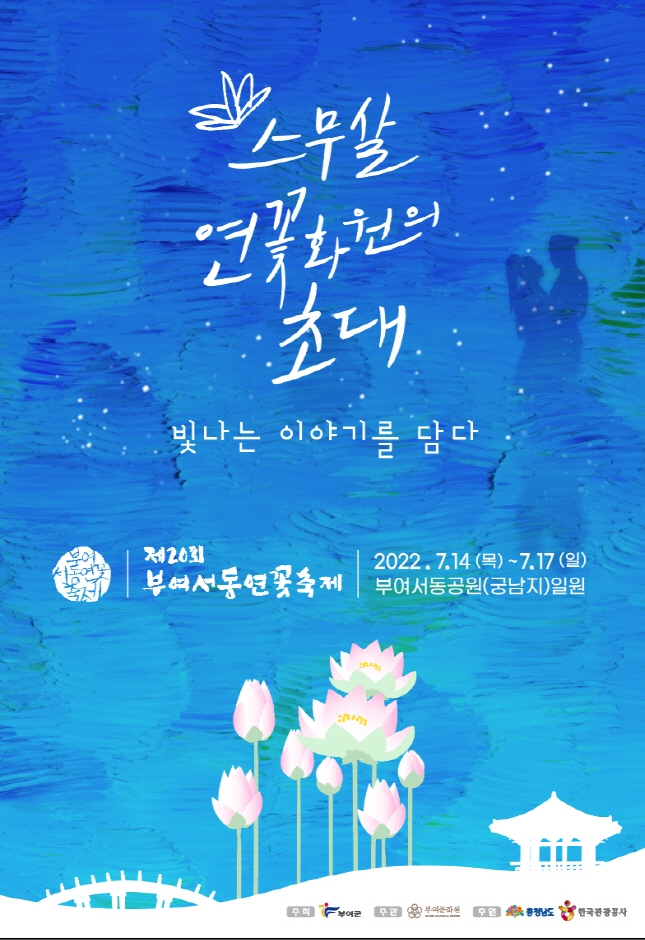 스무살
연꽃화원의
초대
빛나는 이야기를 담다
부여
서동연꽃
축제
제20회
부여서동연꽃축제
2022.7.14(목)~7.17(일)
부여서동공원(궁남지)일원
주최 부여군 주관 부여문화원 후원 충청남도 한국관광공사